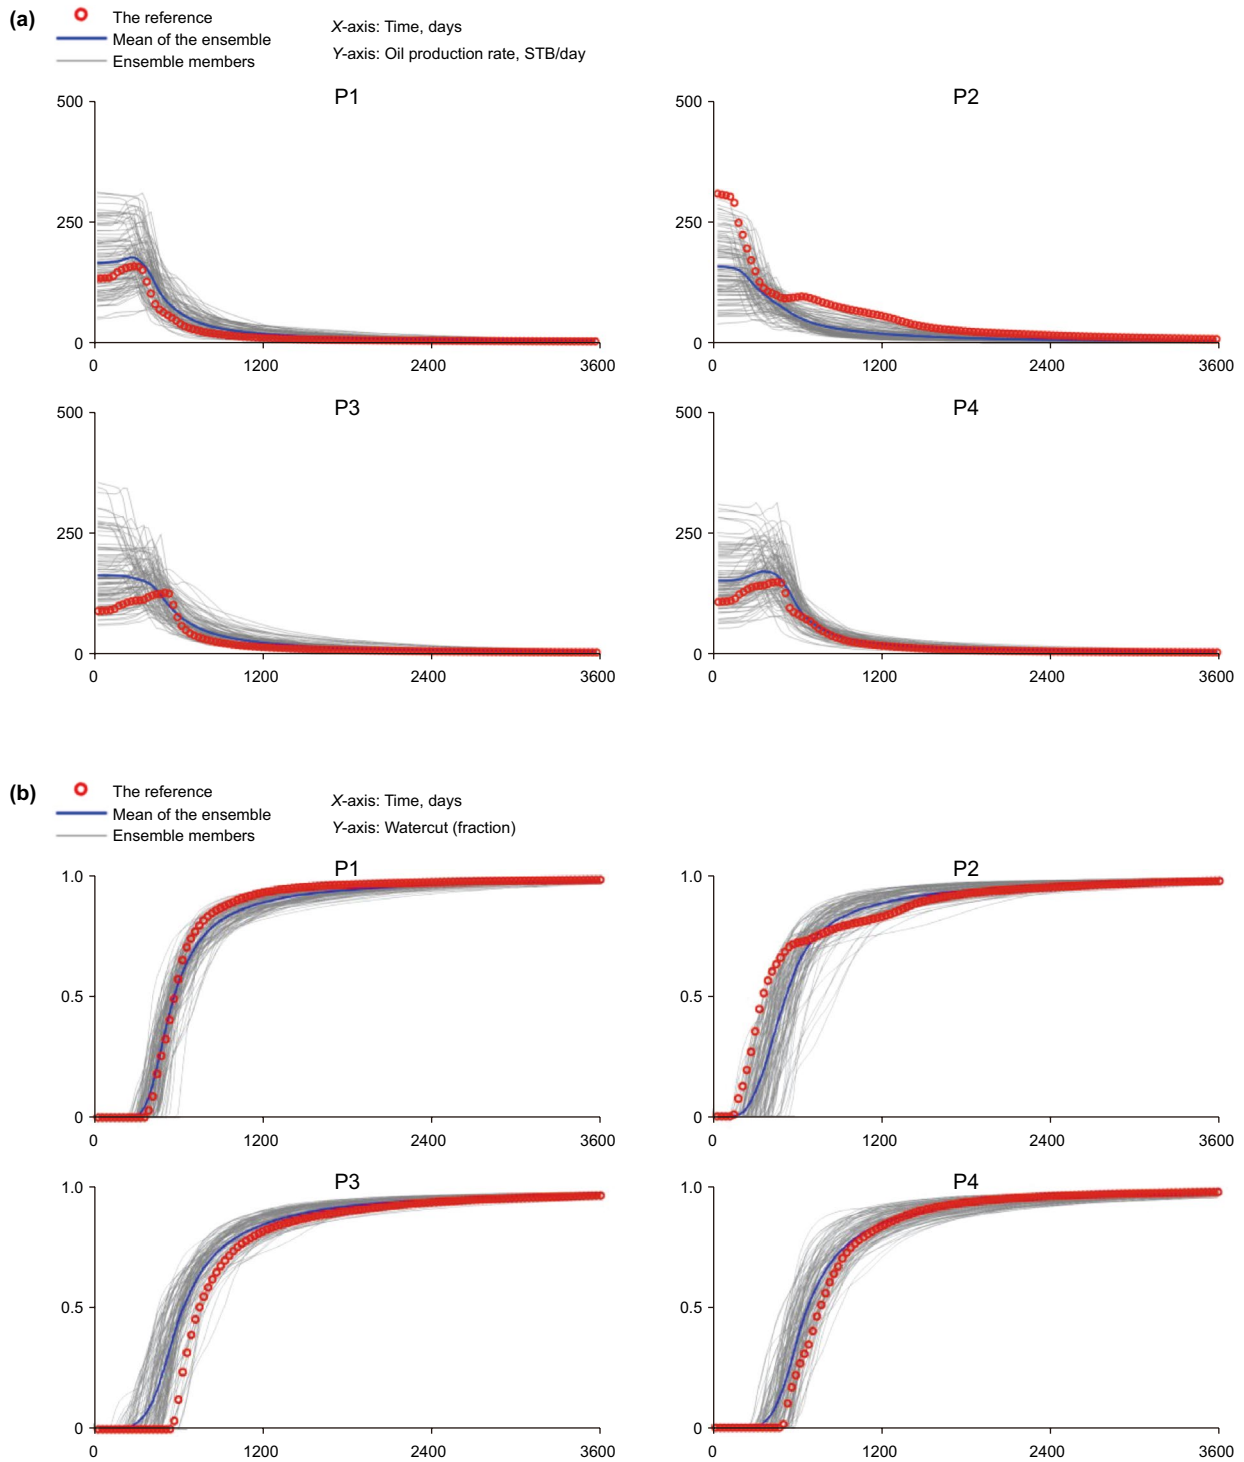 (a)
The reference
Mean of the ensemble
Ensemble members
X-axis: Time, days
Y-axis: Oil production rate, STB/day
P1
500
250
0
0 1200 2400 3600
P2
500
250
0
0 1200 2400 3600
P3
500
250
0
0 1200 2400 3600
P4
500
250
0
0 1200 2400 3600
(b)
The reference
Mean of the ensemble
Ensemble members
X-axis: Time, days
Y-axis: Watercut (fraction)
P1
1.0
0.5
0
0 1200 2400 3600
P2
1.0
0.5
0
0 1200 2400 3600
P3
1.0
0.5
0
0 1200 2400 3600
P4
1.0
0.5
0
0 1200 2400 3600